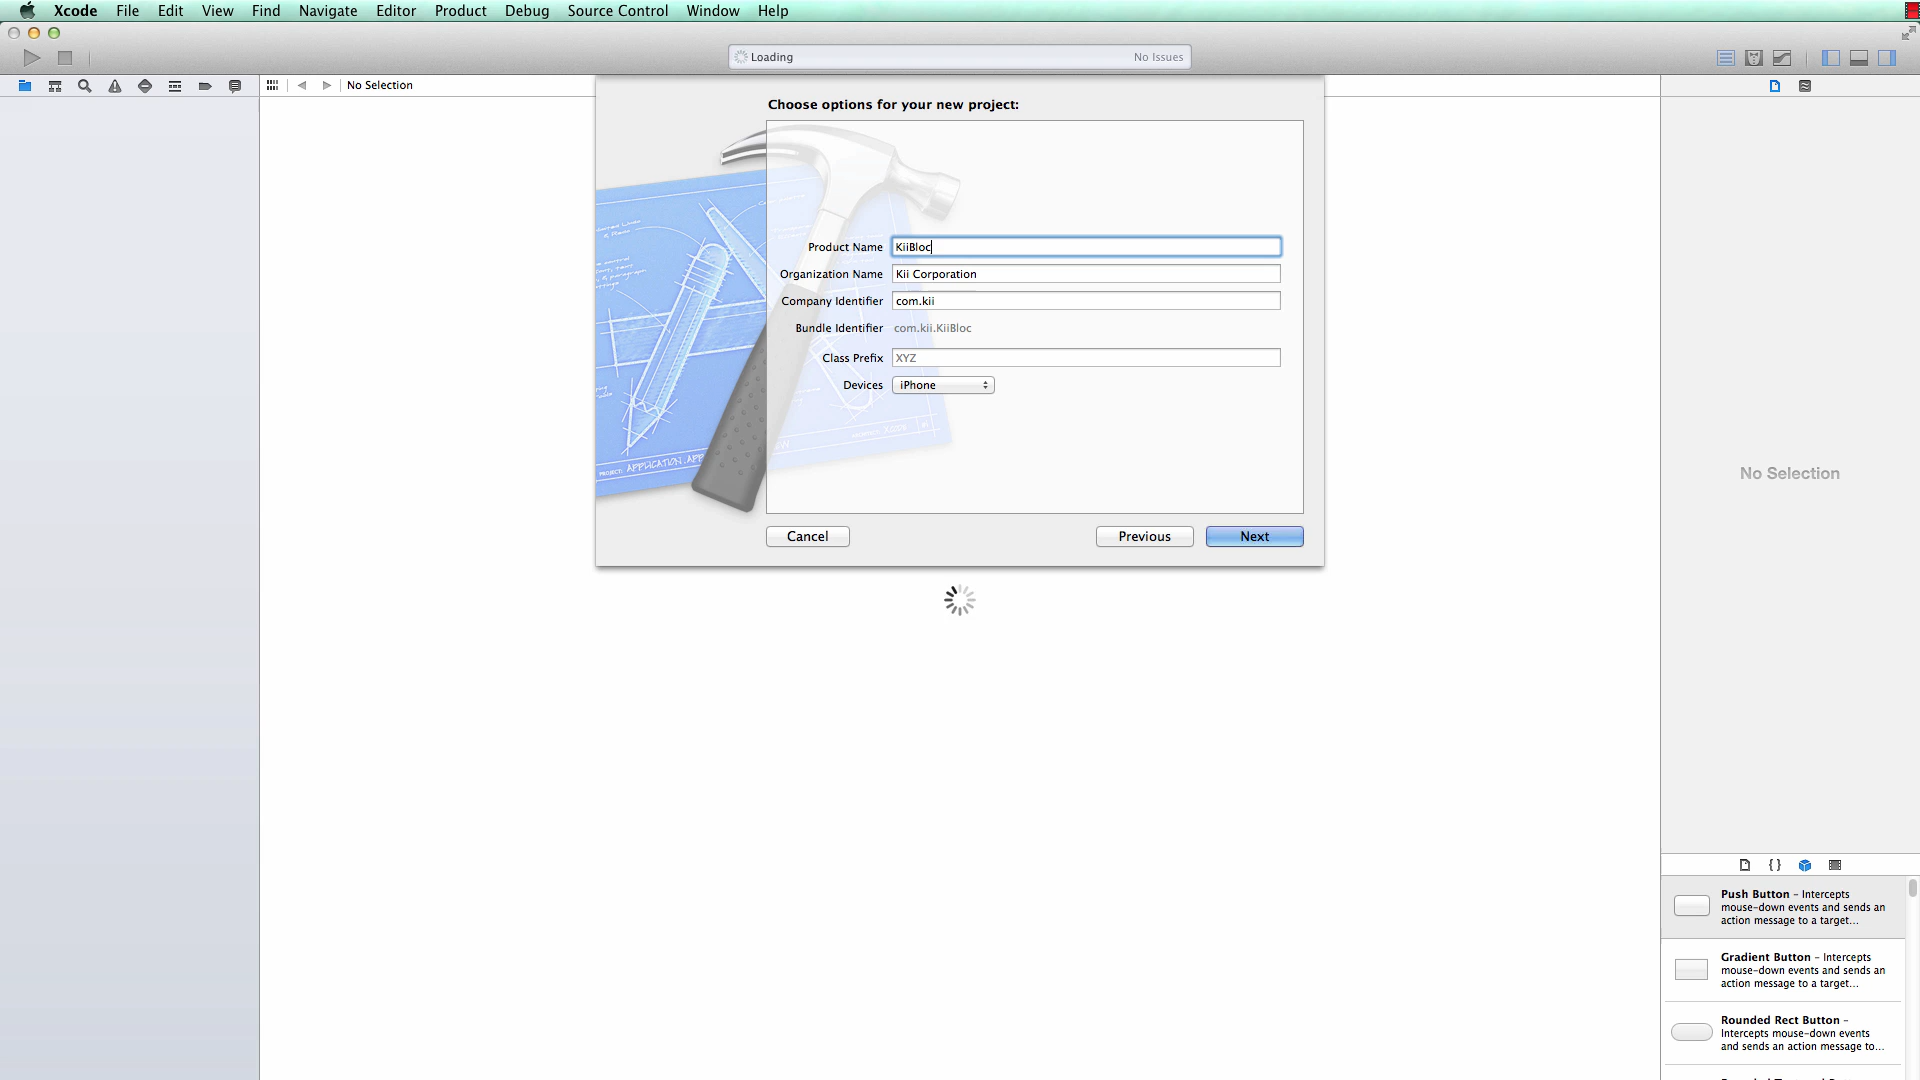 Xcode File Edit View Find Navigate Editor Product Debug Source Control Window Help
Loading No Issues
No Selection
Choose options for your new project:
Product Name KiiBloc
Organization Name Kii Corporation
Company Identifier com.kii
Bundle Identifier com.kii.KiiBloc
Class Prefix XYZ
Devices iPhone
PROJECT: APPLICATION.APP
Cancel Previous Next
No Selection
{ }
Push Button - Intercepts
mouse-down events and sends an
action message to a target...
Gradient Button - Intercepts
mouse-down events and sends an
action message to a target...
Rounded Rect Button -
Intercepts mouse-down events
and sends an action message to...